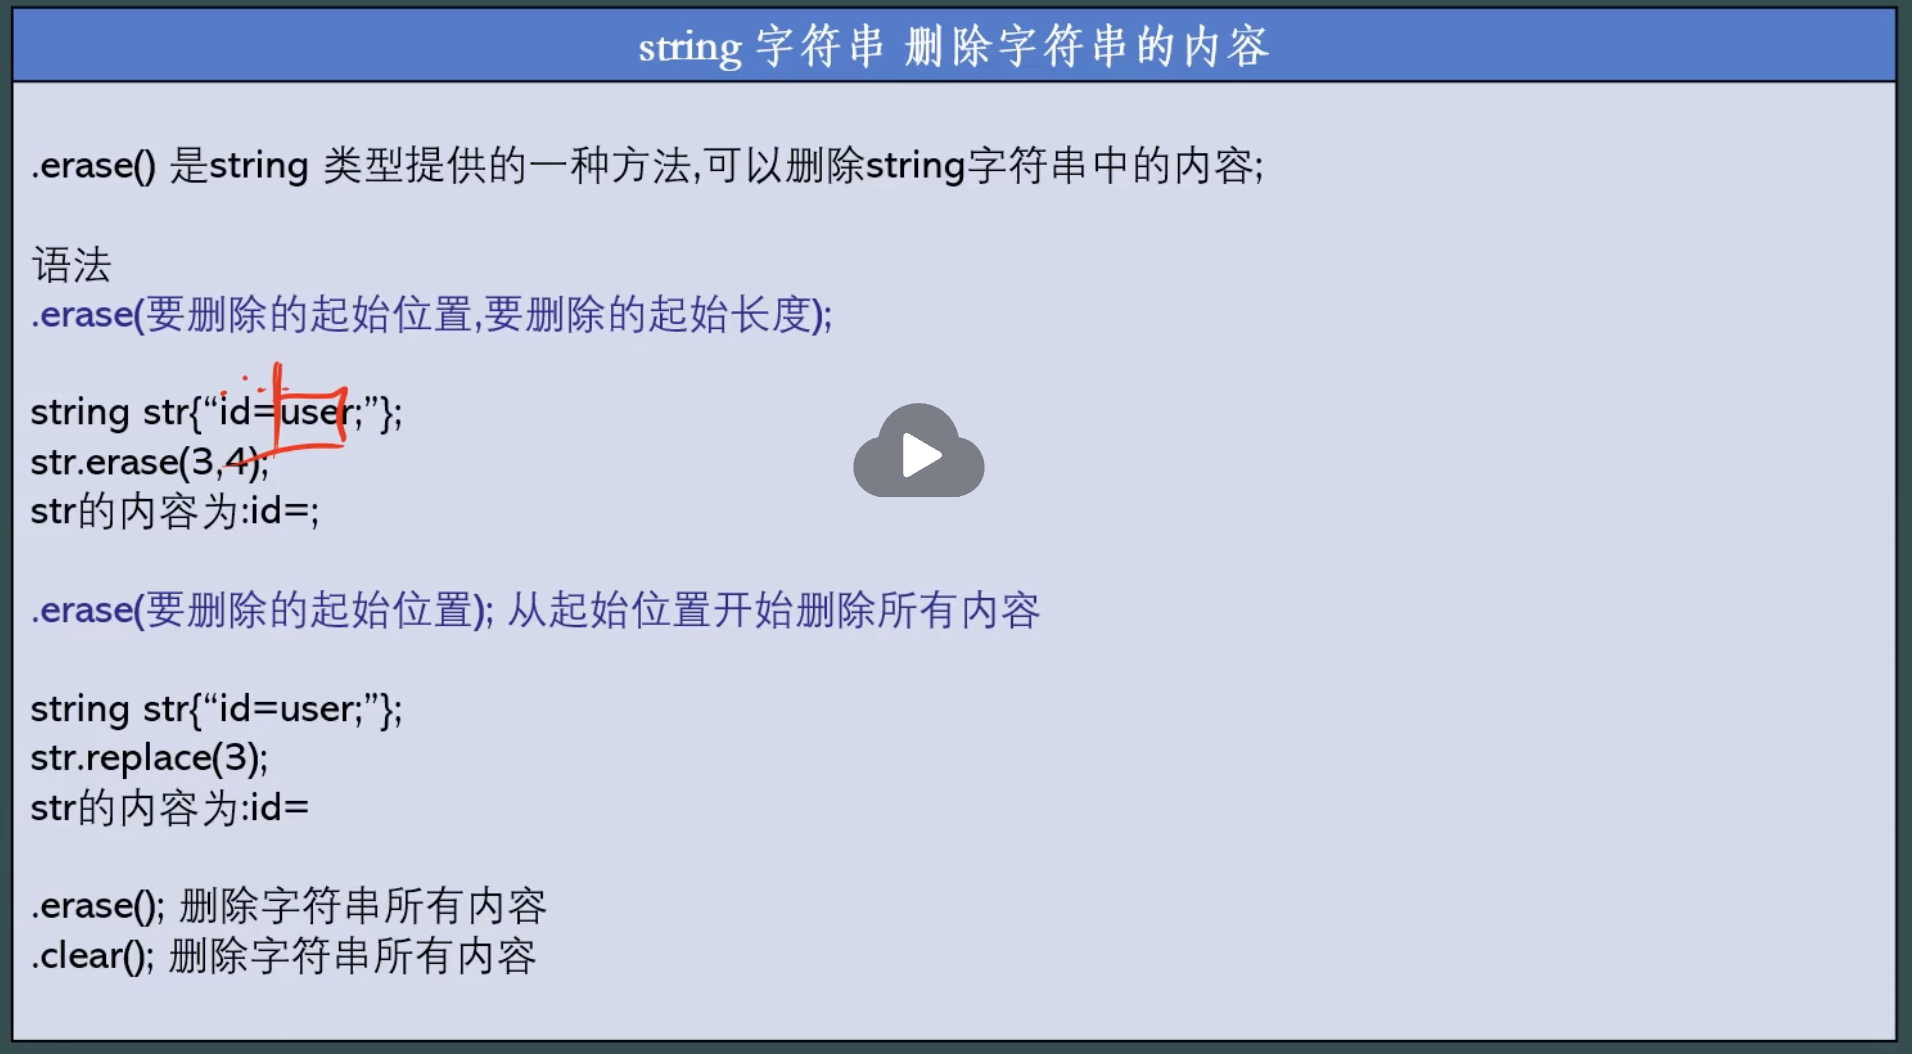 string 字符串 删除字符串的内容
.erase() 是string 类型提供的一种方法,可以删除string字符串中的内容;
语法
.erase(要删除的起始位置,要删除的起始长度);
string str{“id=user;”};
str.erase(3,4);
str的内容为:id=;
.erase(要删除的起始位置); 从起始位置开始删除所有内容
string str{“id=user;”};
str.replace(3);
str的内容为:id=
.erase(); 删除字符串所有内容
.clear(); 删除字符串所有内容